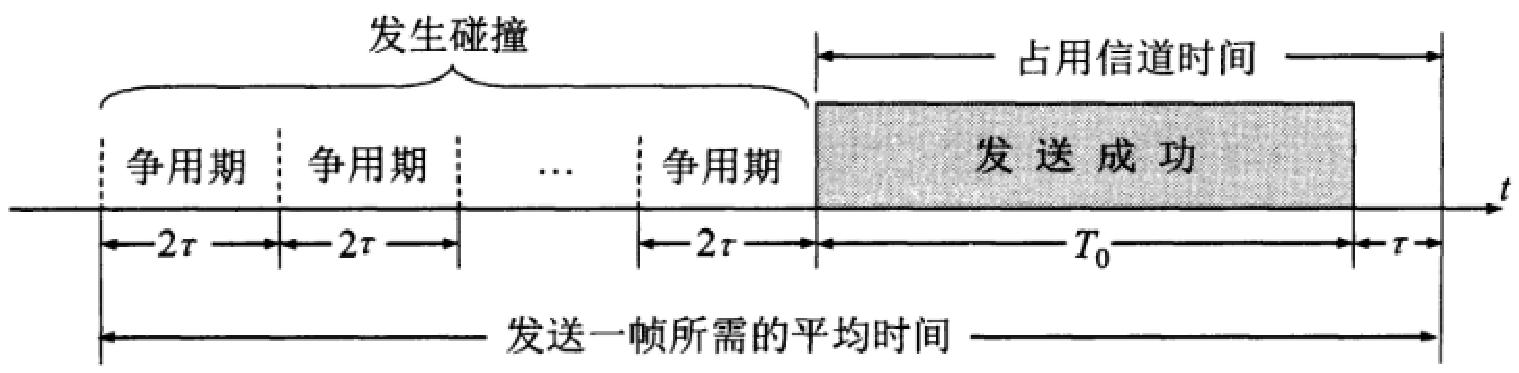 发生碰撞
占用信道时间
争用期 争用期 … 争用期 发送成功
t
2τ 2τ 2τ T₀ τ
发送一帧所需的平均时间